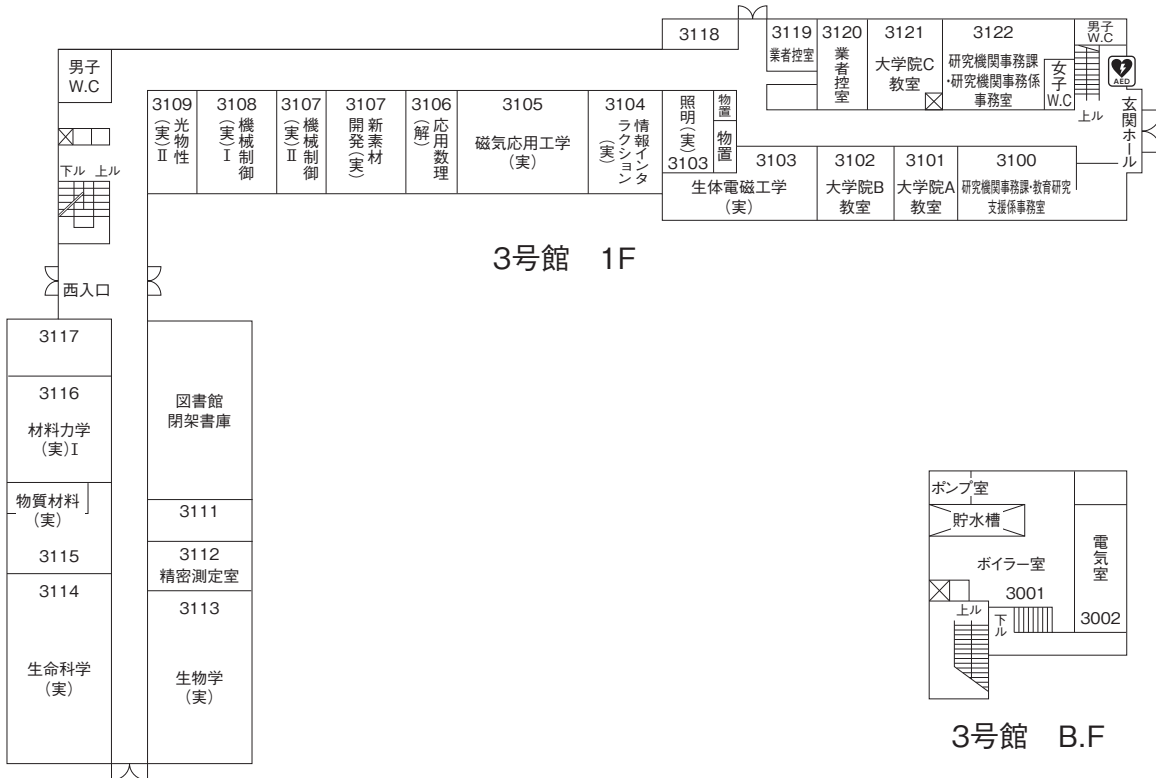 3118
3119
業者控室
3120
業者控室
3121
大学院C
教室
3122
研究機関事務課
・研究機関事務係
事務室
女子
W.C
男子
W.C
上ル
AED
玄関ホール
男子
W.C
下ル 上ル
3109
光物性
(実)Ⅱ
3108
機械制御
(実)Ⅰ
3107
機械制御
(実)Ⅱ
3107
新素材
開発(実)
3106
応用数理
(解)
3105
磁気応用工学
(実)
3104
情報インタ
ラクション
(実)
照明(実)
3103
物置
物置
3103
生体電磁工学
(実)
3102
大学院B
教室
3101
大学院A
教室
3100
研究機関事務課・教育研究
支援係事務室
3号館 1F
西入口
3117
3116
材料力学
(実)Ⅰ
物質材料
(実)
3115
3114
生命科学
(実)
図書館
閉架書庫
3111
3112
精密測定室
3113
生物学
(実)
ポンプ室
貯水槽
ボイラー室
3001
上ル
下ル
電気室
3002
3号館 B.F